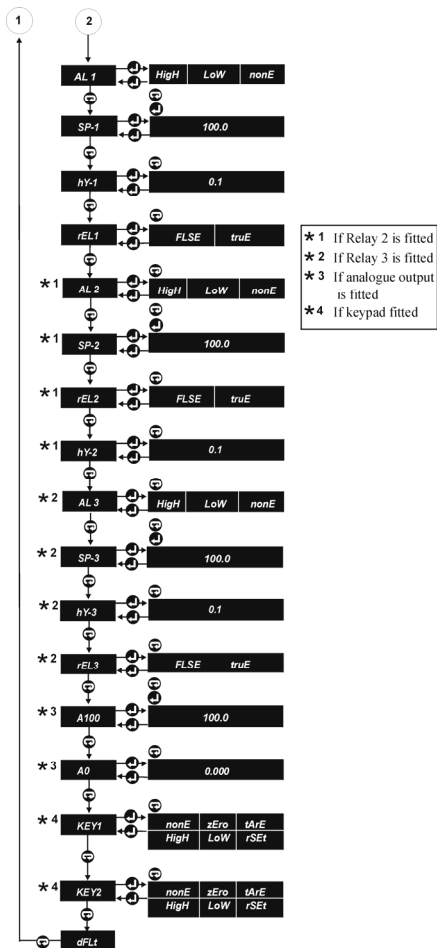 1
2
AL 1
HigH LoW nonE
SP-1
100.0
hY-1
0.1
rEL1
FLSE truE
*1 AL 2
HigH LoW nonE
*1 SP-2
100.0
*1 rEL2
FLSE truE
*1 hY-2
0.1
*2 AL 3
HigH LoW nonE
*2 SP-3
100.0
*2 hY-3
0.1
*2 rEL3
FLSE truE
*3 A100
100.0
*3 A0
0.000
*4 KEY1
nonE zEro tArE
HigH LoW rSEt
*4 KEY2
nonE zEro tArE
HigH LoW rSEt
dFLt
*1 If Relay 2 is fitted
*2 If Relay 3 is fitted
*3 If analogue output
is fitted
*4 If keypad fitted